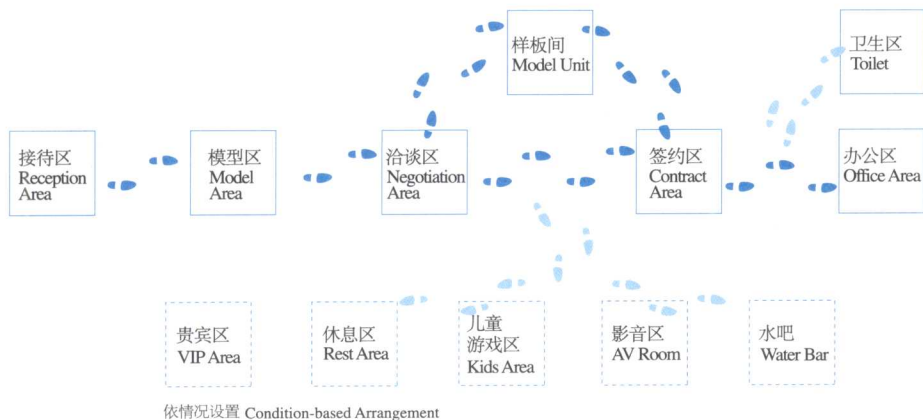 样板间
Model Unit
卫生区
Toilet
接待区
Reception
Area
模型区
Model
Area
洽谈区
Negotiation
Area
签约区
Contract
Area
办公区
Office Area
贵宾区
VIP Area
休息区
Rest Area
儿童
游戏区
Kids Area
影音区
AV Room
水吧
Water Bar
依情况设置 Condition-based Arrangement